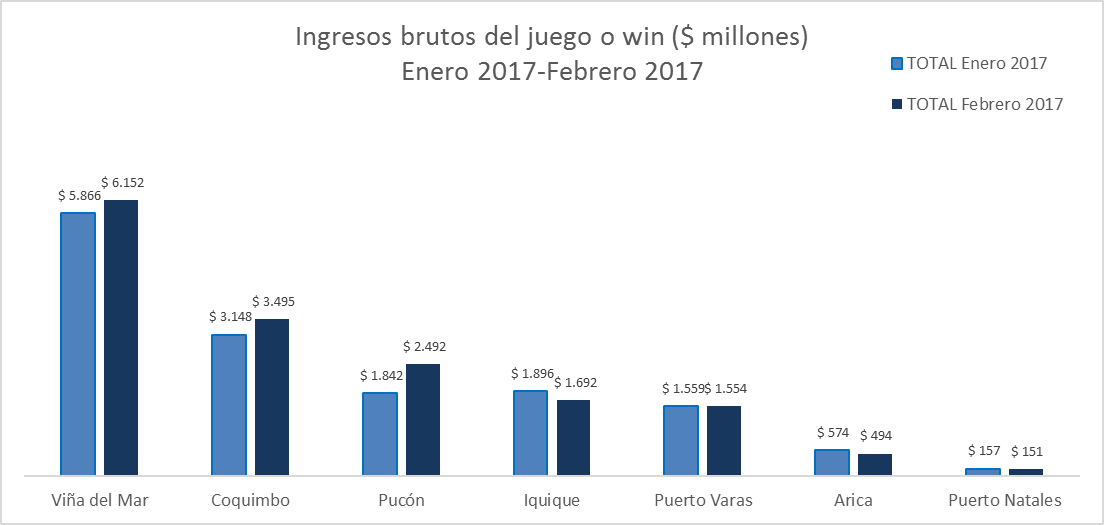 Ingresos brutos del juego o win ($ millones)
Enero 2017-Febrero 2017
TOTAL Enero 2017
TOTAL Febrero 2017
$ 5.866
$ 6.152
$ 3.148
$ 3.495
$ 1.842
$ 2.492
$ 1.896
$ 1.692
$ 1.559
$ 1.554
$ 574
$ 494
$ 157
$ 151
Viña del Mar
Coquimbo
Pucón
Iquique
Puerto Varas
Arica
Puerto Natales